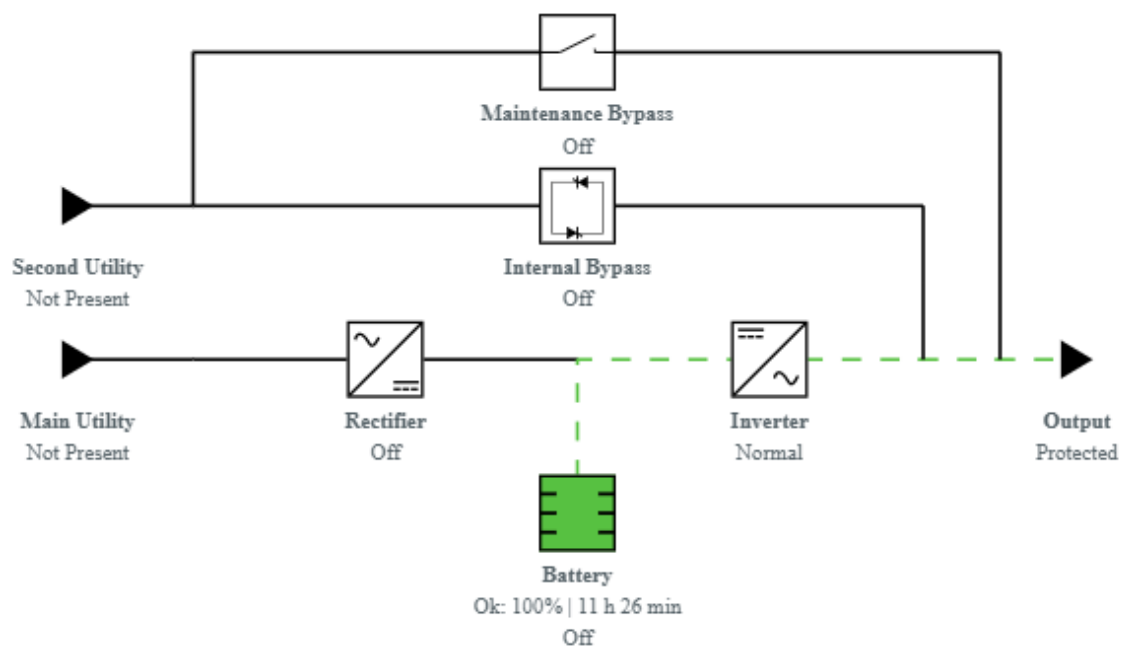 Maintenance Bypass
Off
Second Utility
Not Present
Internal Bypass
Off
Main Utility
Not Present
Rectifier
Off
Inverter
Normal
Output
Protected
Battery
Ok: 100% | 11 h 26 min
Off